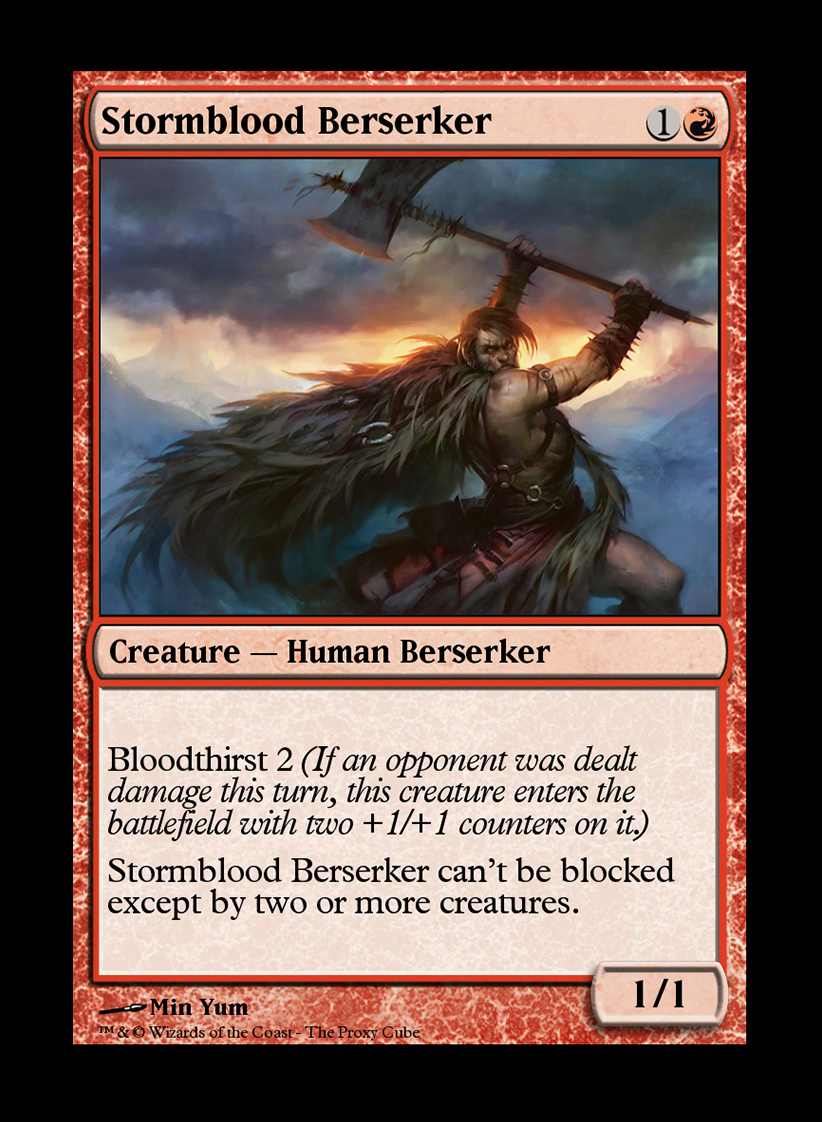 Stormblood Berserker 1
Creature — Human Berserker
Bloodthirst 2 (If an opponent was dealt
damage this turn, this creature enters the
battlefield with two +1/+1 counters on it.)
Stormblood Berserker can't be blocked
except by two or more creatures.
1/1
Min Yum
™ & © Wizards of the Coast - The Proxy Cube